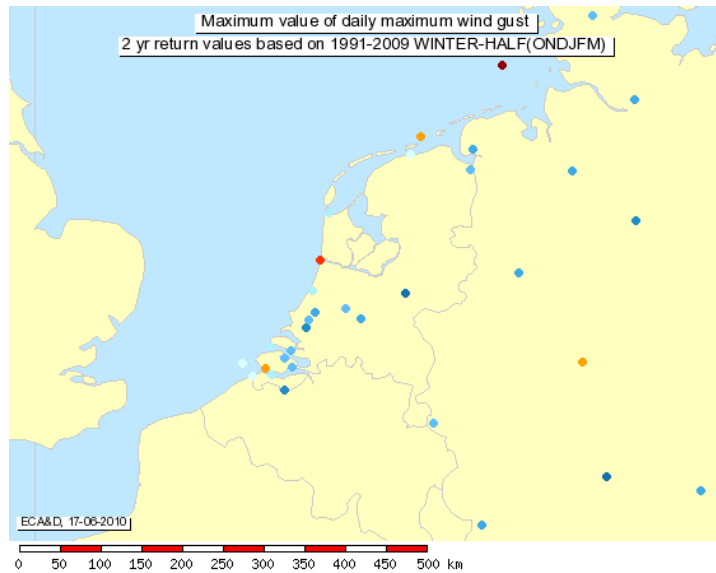 Maximum value of daily maximum wind gust
2 yr return values based on 1991-2009 WINTER-HALF(ONDJFM)
ECA&D, 17-06-2010
0 50 100 150 200 250 300 350 400 450 500 km